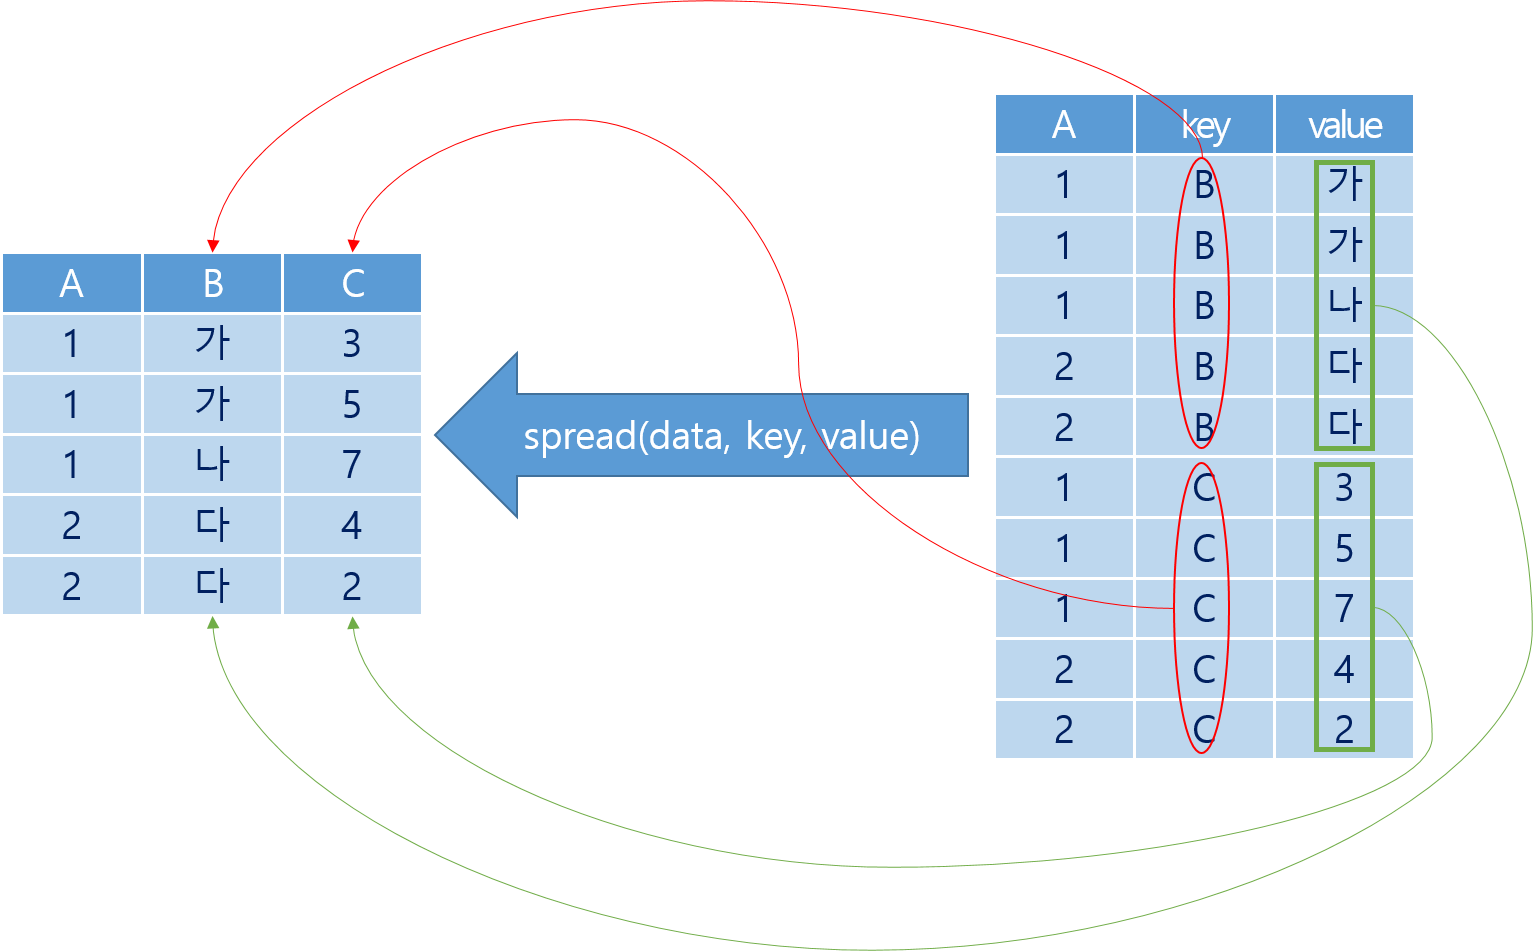 A B C
1 가 3
1 가 5
1 나 7
2 다 4
2 다 2
spread(data, key, value)
A key value
1 B 가
1 B 가
1 B 나
2 B 다
2 B 다
1 C 3
1 C 5
1 C 7
2 C 4
2 C 2